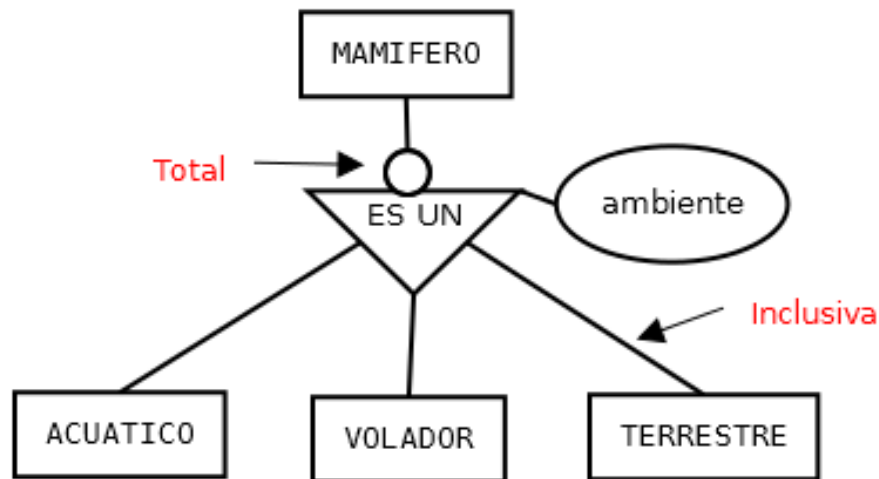 MAMIFERO
Total
ES UN
ambiente
Inclusiva
ACUATICO
VOLADOR
TERRESTRE